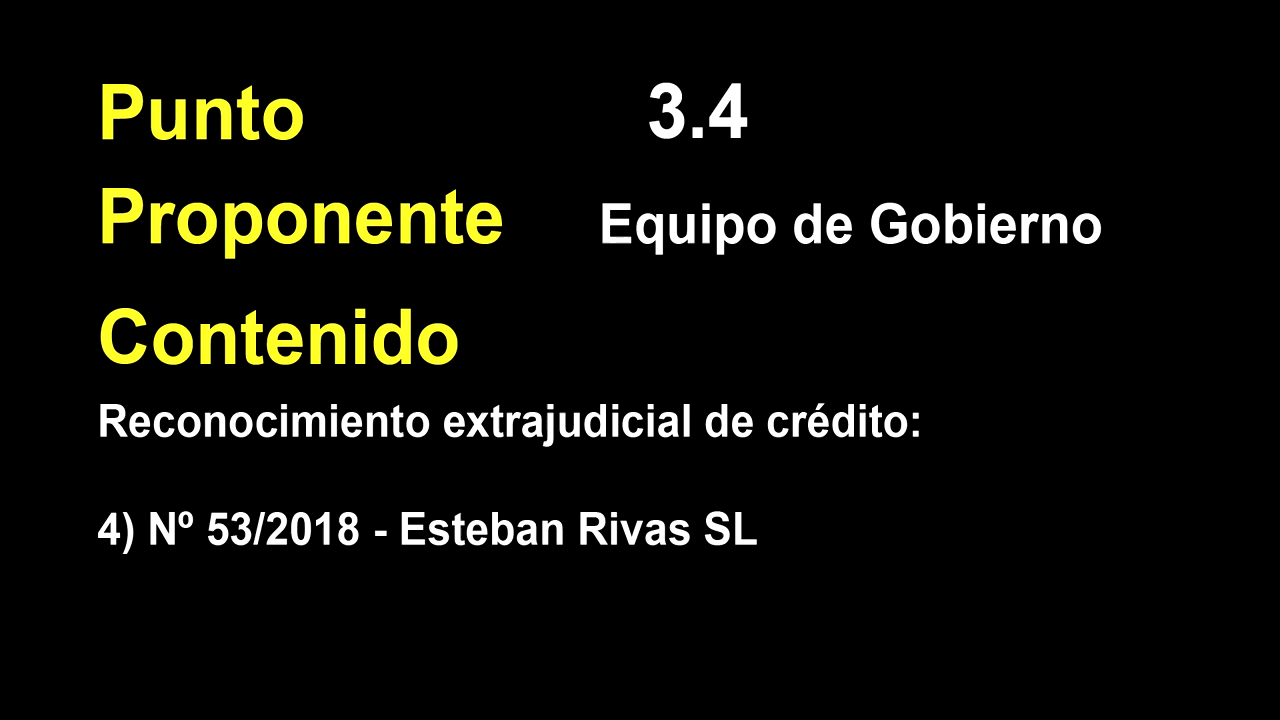 Punto 3.4
Proponente Equipo de Gobierno
Contenido
Reconocimiento extrajudicial de crédito:
4) Nº 53/2018 - Esteban Rivas SL